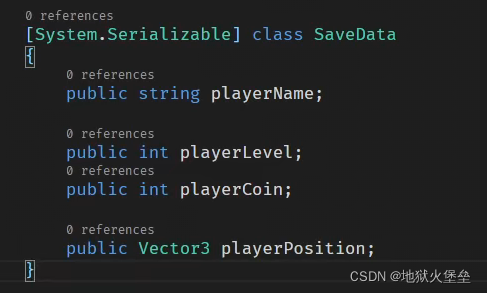 0 references
[System.Serializable] class SaveData
{
0 references
public string playerName;
0 references
public int playerLevel;
0 references
public int playerCoin;
0 references
public Vector3 playerPosition;
}
CSDN @地狱火堡垒